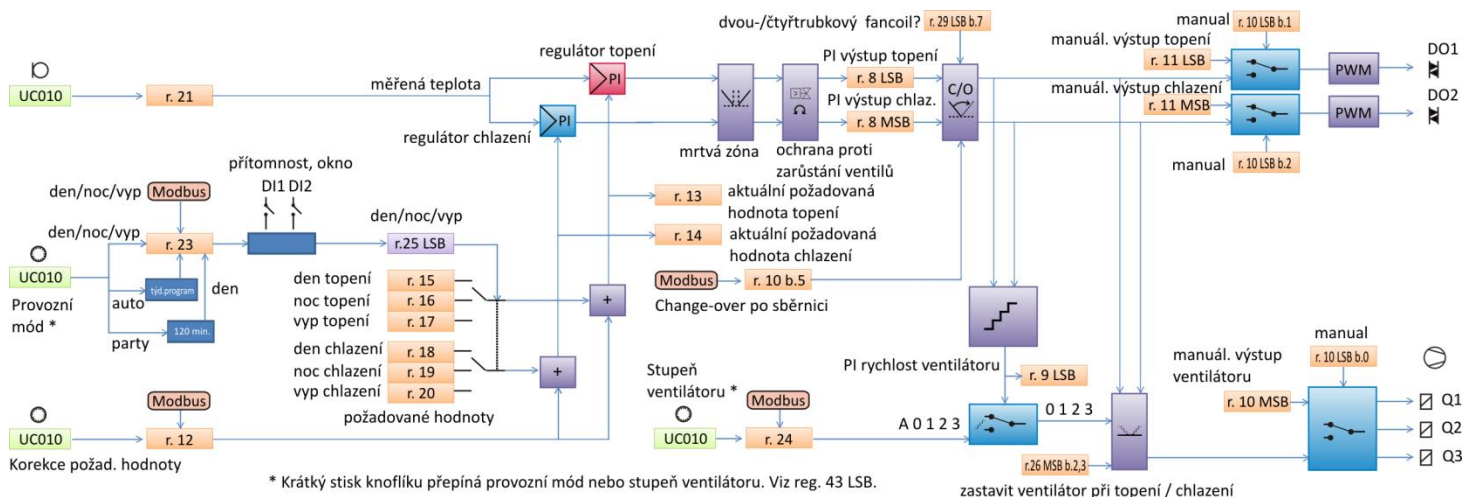 dvou-/čtyřtrubkový fancoil?
r. 29 LSB b.7
manual
r. 10 LSB b.1
regulátor topení
PI výstup topení
manuál. výstup topení
r. 11 LSB
DO1
PWM
UC010
r. 21
měřená teplota
PI
r. 8 LSB
C/O
manuál. výstup chlazení
PI výstup chlaz.
r. 11 MSB
DO2
PWM
regulátor chlazení
PI
r. 8 MSB
mrtvá zóna
ochrana proti
zarůstání ventilů
manual
r. 10 LSB b.2
přítomnost, okno
DI1 DI2
den/noc/vyp
Modbus
r. 13
aktuální požadovaná
hodnota topení
den/noc/vyp
r. 23
den/noc/vyp
r.25 LSB
r. 14
aktuální požadovaná
hodnota chlazení
UC010
Provozní
mód *
auto
týd.program
den
party
120 min.
den topení
r. 15
noc topení
r. 16
vyp topení
r. 17
+
Modbus
r. 10 b.5
Change-over po sběrnici
den chlazení
r. 18
noc chlazení
r. 19
vyp chlazení
r. 20
+
požadované hodnoty
PI rychlost ventilátoru
r. 9 LSB
manual
r. 10 LSB b.0
manuál. výstup
ventilátoru
r. 10 MSB
Stupeň
ventilátoru *
Modbus
UC010
r. 24
A 0 1 2 3
0 1 2 3
Q1
Q2
Q3
Modbus
UC010
r. 12
Korekce požad. hodnoty
r.26 MSB b.2,3
zastavit ventilátor při topení / chlazení
* Krátký stisk knoflíku přepíná provozní mód nebo stupeň ventilátoru. Viz reg. 43 LSB.